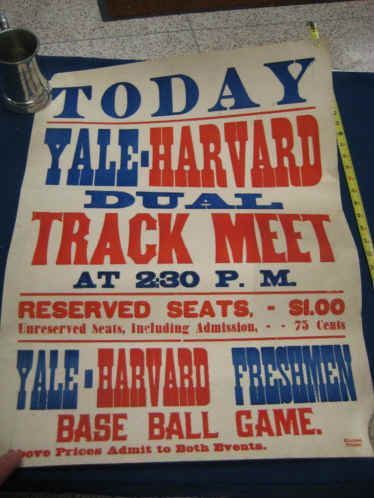 TODAY
YALE-HARVARD
DUAL
TRACK MEET
AT 2:30 P. M.
RESERVED SEATS, - $1.00
Unreserved Seats, Including Admission, - - 75 Cents
YALE-HARVARD FRESHMEN
BASE BALL GAME.
bove Prices Admit to Both Events.